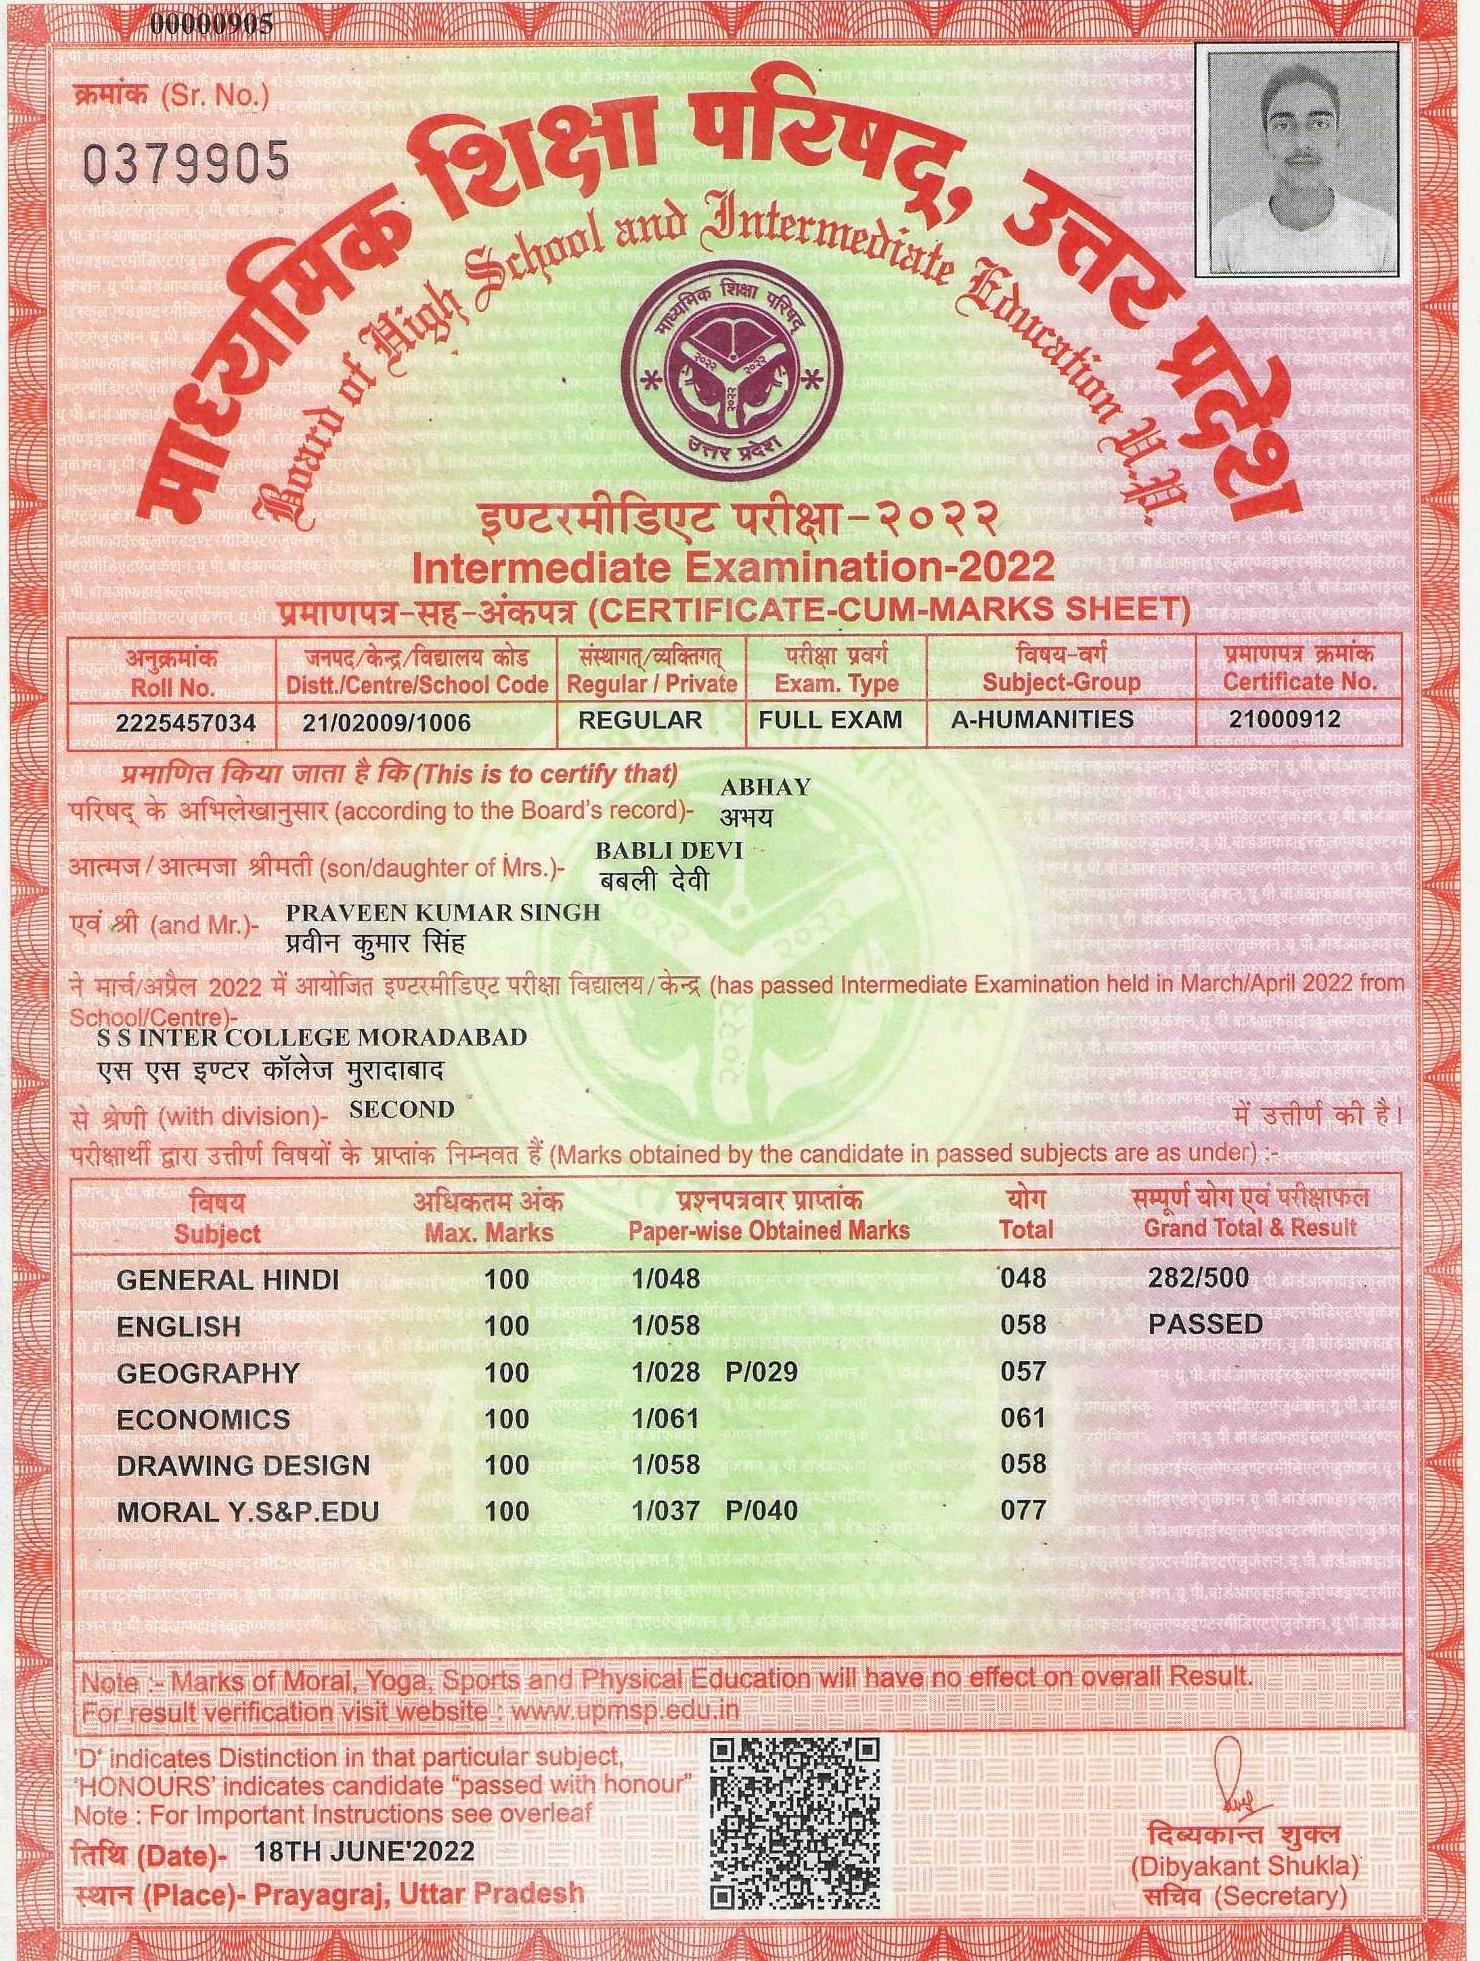 00000905
क्रमांक (Sr. No.)
0379905
माध्यमिक शिक्षा परिषद्, उत्तर प्रदेश
Board of High School and Intermediate Education U.P.
माध्यमिक शिक्षा परिषद्
२०२२ २०२२
२०२२
उत्तर प्रदेश
इण्टरमीडिएट परीक्षा-२०२२
Intermediate Examination-2022
प्रमाणपत्र-सह-अंकपत्र (CERTIFICATE-CUM-MARKS SHEET)
अनुक्रमांक जनपद/केन्द्र/विद्यालय कोड संस्थागत्/व्यक्तिगत् परीक्षा प्रवर्ग विषय-वर्ग प्रमाणपत्र क्रमांक
Roll No. Distt./Centre/School Code Regular / Private Exam. Type Subject-Group Certificate No.
2225457034 21/02009/1006 REGULAR FULL EXAM A-HUMANITIES 21000912
प्रमाणित किया जाता है कि (This is to certify that)
ABHAY
परिषद् के अभिलेखानुसार (according to the Board's record)- अभय
BABLI DEVI
आत्मज/आत्मजा श्रीमती (son/daughter of Mrs.)- बबली देवी
PRAVEEN KUMAR SINGH
एवं श्री (and Mr.)- प्रवीन कुमार सिंह
ने मार्च/अप्रैल 2022 में आयोजित इण्टरमीडिएट परीक्षा विद्यालय/केन्द्र (has passed Intermediate Examination held in March/April 2022 from
School/Centre)-
S S INTER COLLEGE MORADABAD
एस एस इण्टर कॉलेज मुरादाबाद
से श्रेणी (with division)- SECOND में उत्तीर्ण की है।
परीक्षार्थी द्वारा उत्तीर्ण विषयों के प्राप्तांक निम्नवत हैं (Marks obtained by the candidate in passed subjects are as under) :-
विषय अधिकतम अंक प्रश्नपत्रवार प्राप्तांक योग सम्पूर्ण योग एवं परीक्षाफल
Subject Max. Marks Paper-wise Obtained Marks Total Grand Total & Result
GENERAL HINDI 100 1/048 048 282/500
ENGLISH 100 1/058 058 PASSED
GEOGRAPHY 100 1/028 P/029 057
ECONOMICS 100 1/061 061
DRAWING DESIGN 100 1/058 058
MORAL Y.S&P.EDU 100 1/037 P/040 077
Note :- Marks of Moral, Yoga, Sports and Physical Education will have no effect on overall Result.
For result verification visit website : www.upmsp.edu.in
'D' indicates Distinction in that particular subject,
'HONOURS' indicates candidate "passed with honour"
Note : For Important Instructions see overleaf
तिथि (Date)- 18TH JUNE'2022
स्थान (Place)- Prayagraj, Uttar Pradesh
दिब्यकान्त शुक्ल
(Dibyakant Shukla)
सचिव (Secretary)